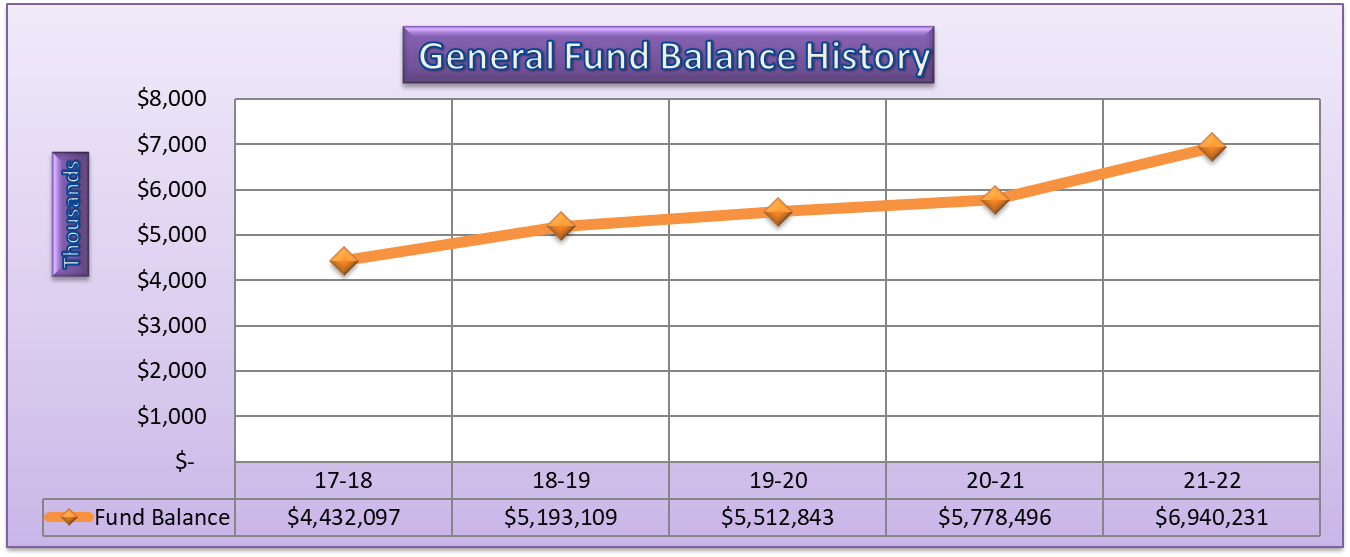 General Fund Balance History
Thousands
$8,000
$7,000
$6,000
$5,000
$4,000
$3,000
$2,000
$1,000
$-
17-18 18-19 19-20 20-21 21-22
Fund Balance $4,432,097 $5,193,109 $5,512,843 $5,778,496 $6,940,231